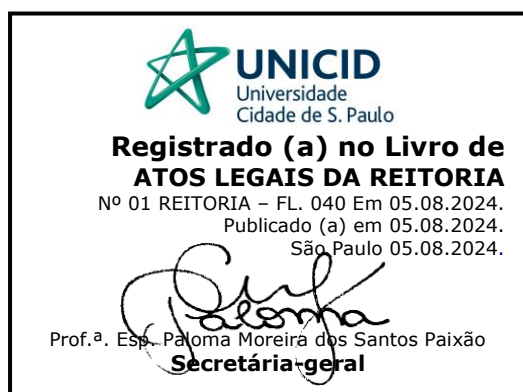 UNICID
Universidade
Cidade de S. Paulo
Registrado (a) no Livro de
ATOS LEGAIS DA REITORIA
Nº 01 REITORIA – FL. 040 Em 05.08.2024.
Publicado (a) em 05.08.2024.
São Paulo 05.08.2024.
Paloma
Prof.ª. Esp. Paloma Moreira dos Santos Paixão
Secretária-geral